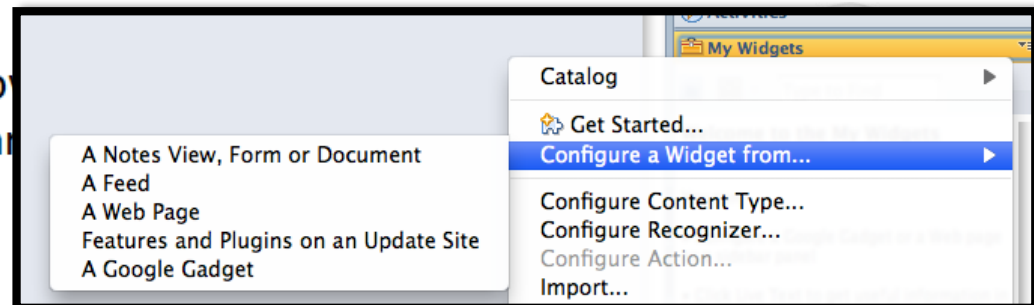 Activities
My Widgets
Catalog
Get Started...
Configure a Widget from...
A Notes View, Form or Document
A Feed
A Web Page
Features and Plugins on an Update Site
A Google Gadget
Configure Content Type...
Configure Recognizer...
Configure Action...
Import...